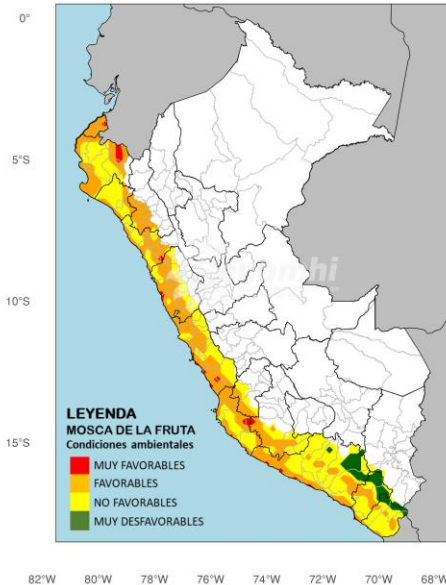 0°
5°S
10°S
15°S
senamhi
LEYENDA
MOSCA DE LA FRUTA
Condiciones ambientales
MUY FAVORABLES
FAVORABLES
NO FAVORABLES
MUY DESFAVORABLES
82°W 80°W 78°W 76°W 74°W 72°W 70°W 68°W